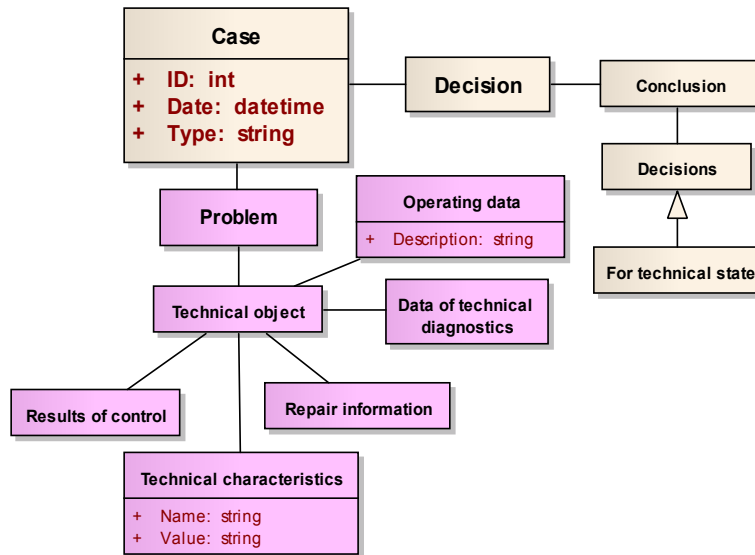 Case
+ ID: int
+ Date: datetime
+ Type: string
Decision
Conclusion
Decisions
For technical state
Problem
Operating data
+ Description: string
Technical object
Data of technical
diagnostics
Results of control
Repair information
Technical characteristics
+ Name: string
+ Value: string